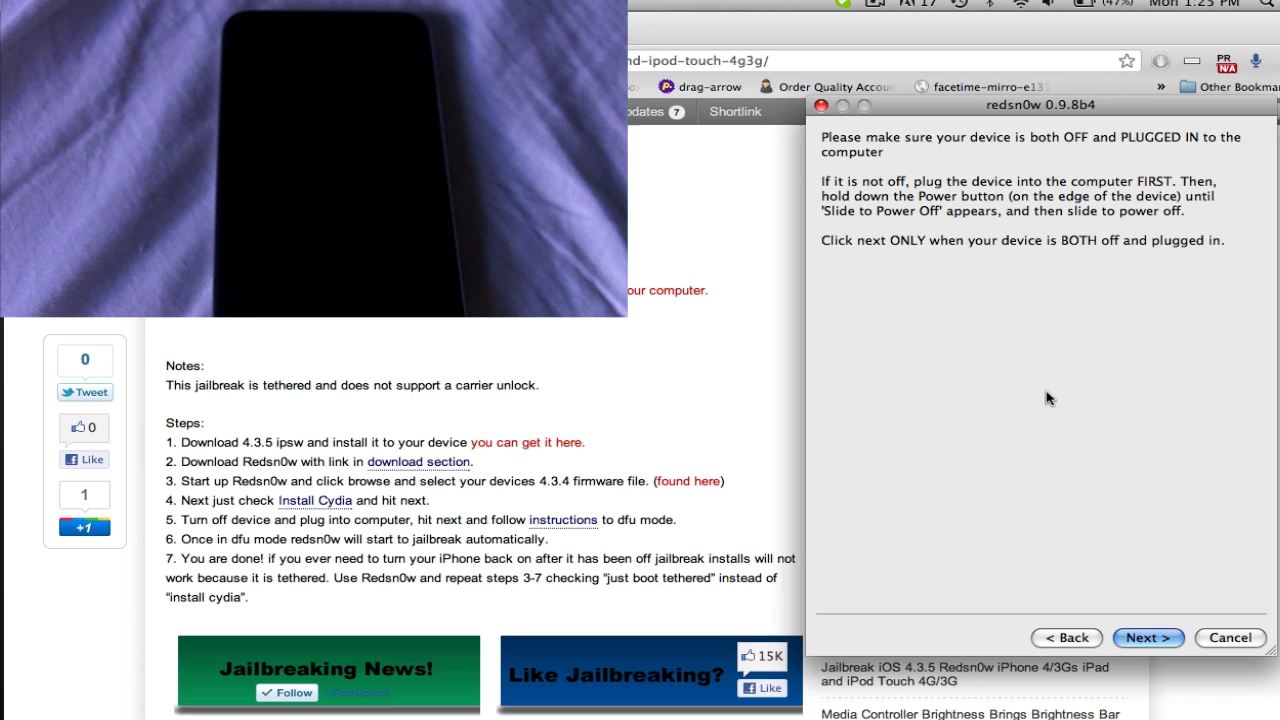 17
(47%)
Mon 1:25 PM
nd-ipod-touch-4g3g/
PR
N/A
drag-arrow
Order Quality Accou
facetime-mirro-e131
»
Other Bookma
pdates 7
Shortlink
redsn0w 0.9.8b4
Please make sure your device is both OFF and PLUGGED IN to the
computer
If it is not off, plug the device into the computer FIRST. Then,
hold down the Power button (on the edge of the device) until
'Slide to Power Off' appears, and then slide to power off.
Click next ONLY when your device is BOTH off and plugged in.
< Back
Next >
Cancel
our computer.
0
Tweet
0
Like
1
+1
Notes:
This jailbreak is tethered and does not support a carrier unlock.
Steps:
1. Download 4.3.5 ipsw and install it to your device you can get it here.
2. Download Redsn0w with link in download section.
3. Start up Redsn0w and click browse and select your devices 4.3.4 firmware file. (found here)
4. Next just check Install Cydia and hit next.
5. Turn off device and plug into computer, hit next and follow instructions to dfu mode.
6. Once in dfu mode redsn0w will start to jailbreak automatically.
7. You are done! if you ever need to turn your iPhone back on after it has been off jailbreak installs will not
work because it is tethered. Use Redsn0w and repeat steps 3-7 checking “just boot tethered” instead of
“install cydia”.
Jailbreaking News!
Follow
Like Jailbreaking?
15K
Like
Jailbreak iOS 4.3.5 Redsn0w iPhone 4/3Gs iPad
and iPod Touch 4G/3G
Media Controller Brightness Brings Brightness Bar